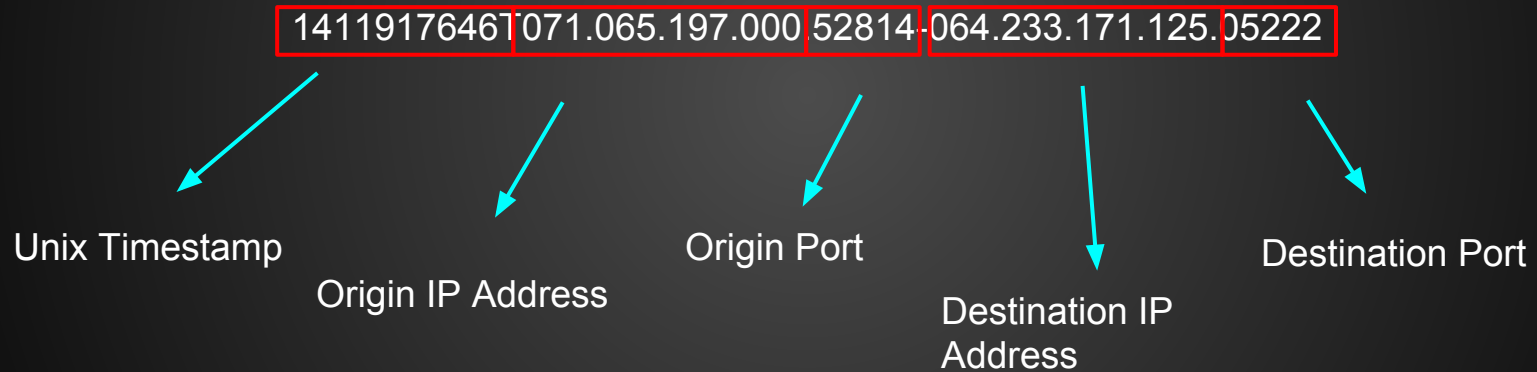 1411917646T071.065.197.000.52814-064.233.171.125.05222
Unix Timestamp
Origin IP Address
Origin Port
Destination IP
Address
Destination Port